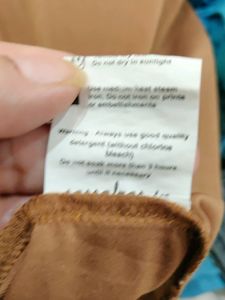 Do not dry in sunlight
Use medium heat steam
iron. Do not iron on prints
or embellishments
Warning : Always use good quality
detergent (without chlorine
bleach)
Do not soak more than 2 hours
until if necessary